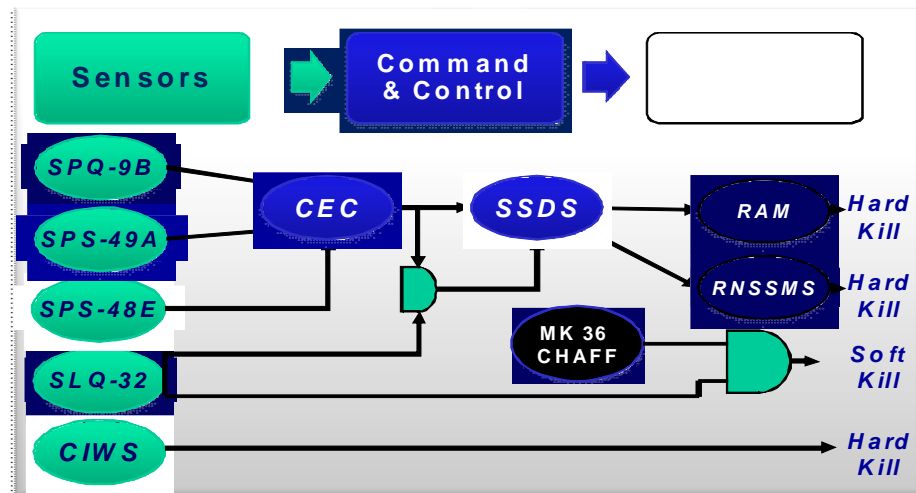 Sensors
Command
& Control
SPQ-9B
CEC
SSDS
RAM
Hard
Kill
SPS-49A
SPS-48E
RNSSMS
Hard
Kill
MK 36
CHAFF
SLQ-32
Soft
Kill
CIWS
Hard
Kill